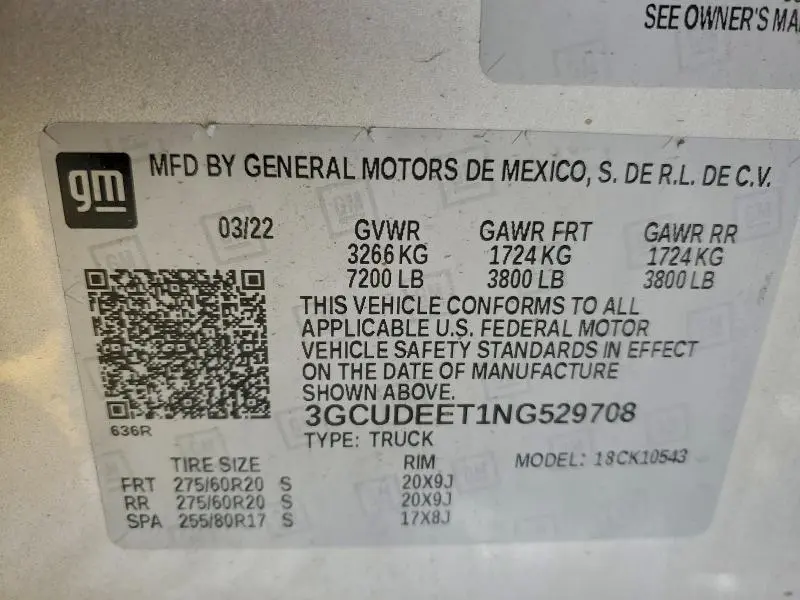 SEE OWNER'S MA
gm
MFD BY GENERAL MOTORS DE MEXICO, S. DE R.L. DE C.V.
03/22 GVWR GAWR FRT GAWR RR
3266 KG 1724 KG 1724 KG
7200 LB 3800 LB 3800 LB
THIS VEHICLE CONFORMS TO ALL
APPLICABLE U.S. FEDERAL MOTOR
VEHICLE SAFETY STANDARDS IN EFFECT
ON THE DATE OF MANUFACTURE
SHOWN ABOVE.
3GCUDEET1NG529708
636R
TYPE: TRUCK
TIRE SIZE RIM MODEL: 18CK10543
FRT 275/60R20 S 20X9J
RR 275/60R20 S 20X9J
SPA 255/80R17 S 17X8J